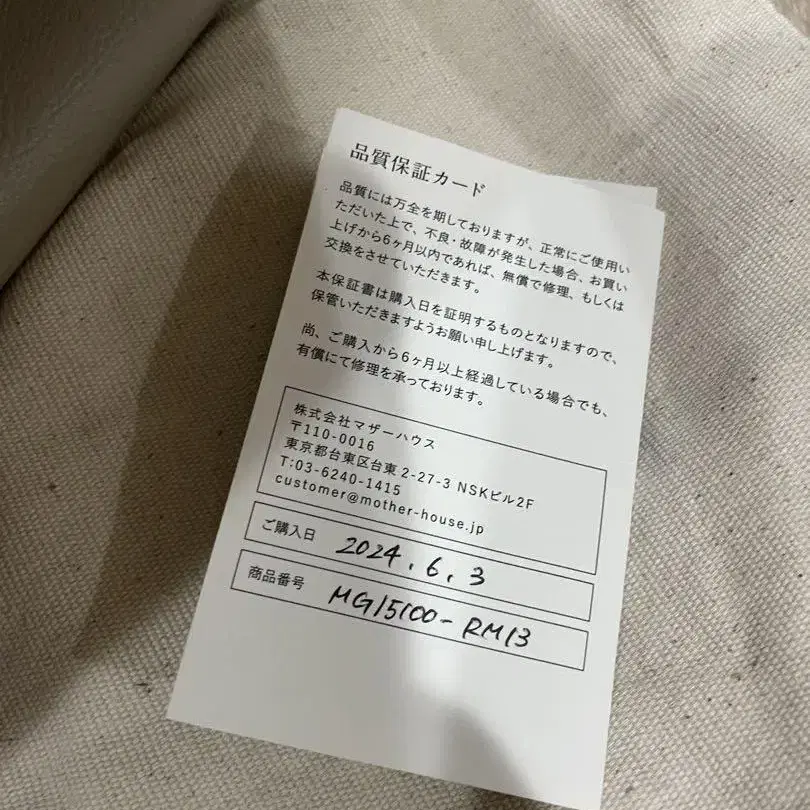 品質保証カード
品質には万全を期しておりますが、正常にご使用い
ただいた上で、不良・故障が発生した場合、お買い
上げから6ヶ月以内であれば、無償で修理、もしくは
交換をさせていただきます。
本保証書は購入日を証明するものとなりますので、
保管いただきますようお願い申し上げます。
尚、ご購入から6ヶ月以上経過している場合でも、
有償にて修理を承っております。
株式会社マザーハウス
〒110-0016
東京都台東区台東2-27-3 NSKビル2F
T:03-6240-1415
customer@mother-house.jp
ご購入日 2024.6.3
商品番号 MG15100-RM13